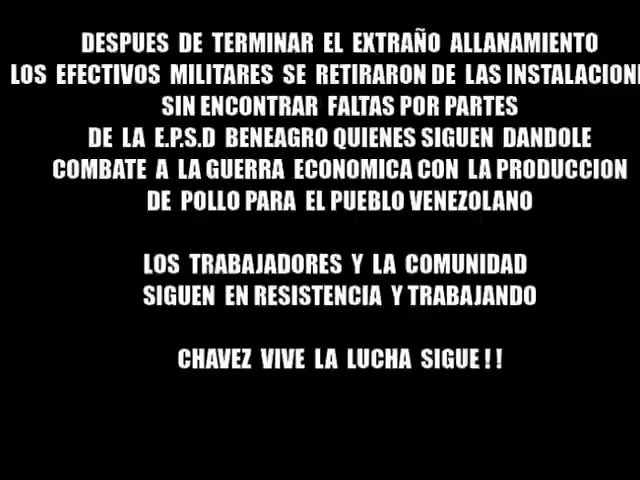 DESPUES DE TERMINAR EL EXTRAÑO ALLANAMIENTO
LOS EFECTIVOS MILITARES SE RETIRARON DE LAS INSTALACION
SIN ENCONTRAR FALTAS POR PARTES
DE LA E.P.S.D BENEAGRO QUIENES SIGUEN DANDOLE
COMBATE A LA GUERRA ECONOMICA CON LA PRODUCCION
DE POLLO PARA EL PUEBLO VENEZOLANO
LOS TRABAJADORES Y LA COMUNIDAD
SIGUEN EN RESISTENCIA Y TRABAJANDO
CHAVEZ VIVE LA LUCHA SIGUE ! !